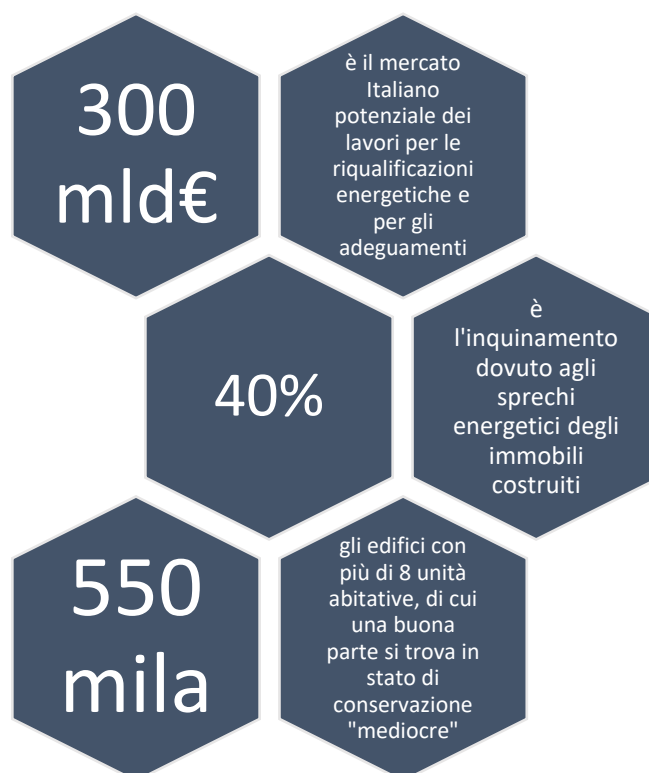 300
mld€
è il mercato
Italiano
potenziale dei
lavori per le
riqualificazioni
energetiche e
per gli
adeguamenti
40%
è
l'inquinamento
dovuto agli
sprechi
energetici degli
immobili
costruiti
550
mila
gli edifici con
più di 8 unità
abitative, di cui
una buona
parte si trova in
stato di
conservazione
"mediocre"